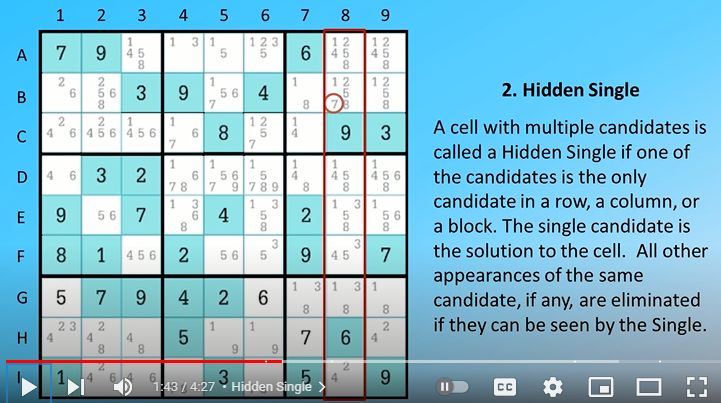 1 2 3 4 5 6 7 8 9
A 7 9 1 4 5 8 1 3 1 5 1 2 3 5 6 1 2 4 5 8 1 2 4 5 8
B 2 6 2 5 6 8 3 9 1 5 6 7 4 1 8 1 2 5 7 8 1 2 5 8
C 2 4 6 2 4 5 6 1 4 5 6 1 6 7 8 1 2 5 7 1 4 9 3
D 4 6 3 2 1 6 7 8 1 5 6 7 9 1 5 7 8 9 1 4 8 1 4 5 8 1 4 5 6 8
E 9 5 6 7 1 3 6 8 4 1 3 5 8 2 1 3 5 8 1 5 6 8
F 8 1 4 5 6 2 5 6 3 5 9 3 4 5 7
G 5 7 9 4 2 6 1 3 8 1 3 8 1 8
H 2 3 4 2 4 8 4 8 5 1 9 1 9 7 6 2 4
I 1 3 5 2 4 9
2. Hidden Single
A cell with multiple candidates is
called a Hidden Single if one of
the candidates is the only
candidate in a row, a column, or
a block. The single candidate is
the solution to the cell. All other
appearances of the same
candidate, if any, are eliminated
if they can be seen by the Single.
1:43 / 4:27 • Hidden Single >
CC